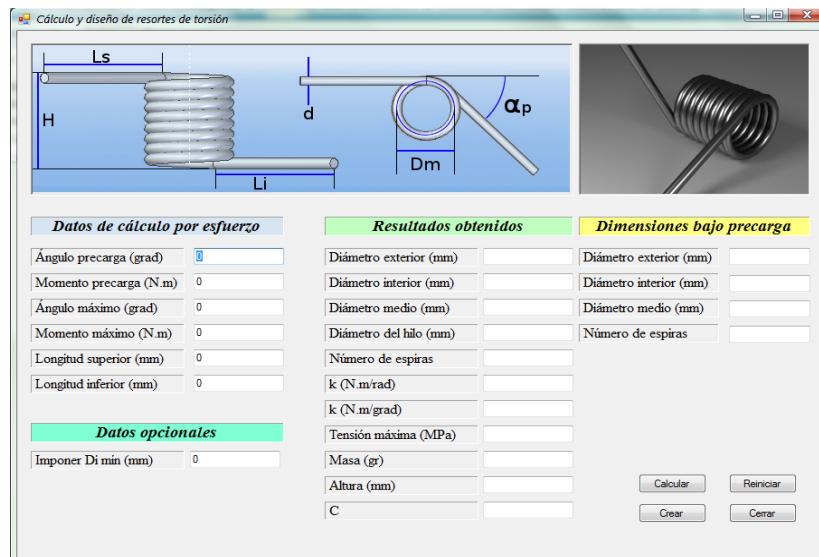 Cálculo y diseño de resortes de torsión
Ls
H
Li
d
αp
Dm
Datos de cálculo por esfuerzo
Ángulo precarga (grad) 0
Momento precarga (N.m) 0
Ángulo máximo (grad) 0
Momento máximo (N.m) 0
Longitud superior (mm) 0
Longitud inferior (mm) 0
Datos opcionales
Imponer Di min (mm) 0
Resultados obtenidos
Diámetro exterior (mm)
Diámetro interior (mm)
Diámetro medio (mm)
Diámetro del hilo (mm)
Número de espiras
k (N.m/rad)
k (N.m/grad)
Tensión máxima (MPa)
Masa (gr)
Altura (mm)
C
Dimensiones bajo precarga
Diámetro exterior (mm)
Diámetro interior (mm)
Diámetro medio (mm)
Número de espiras
Calcular Reiniciar
Crear Cerrar